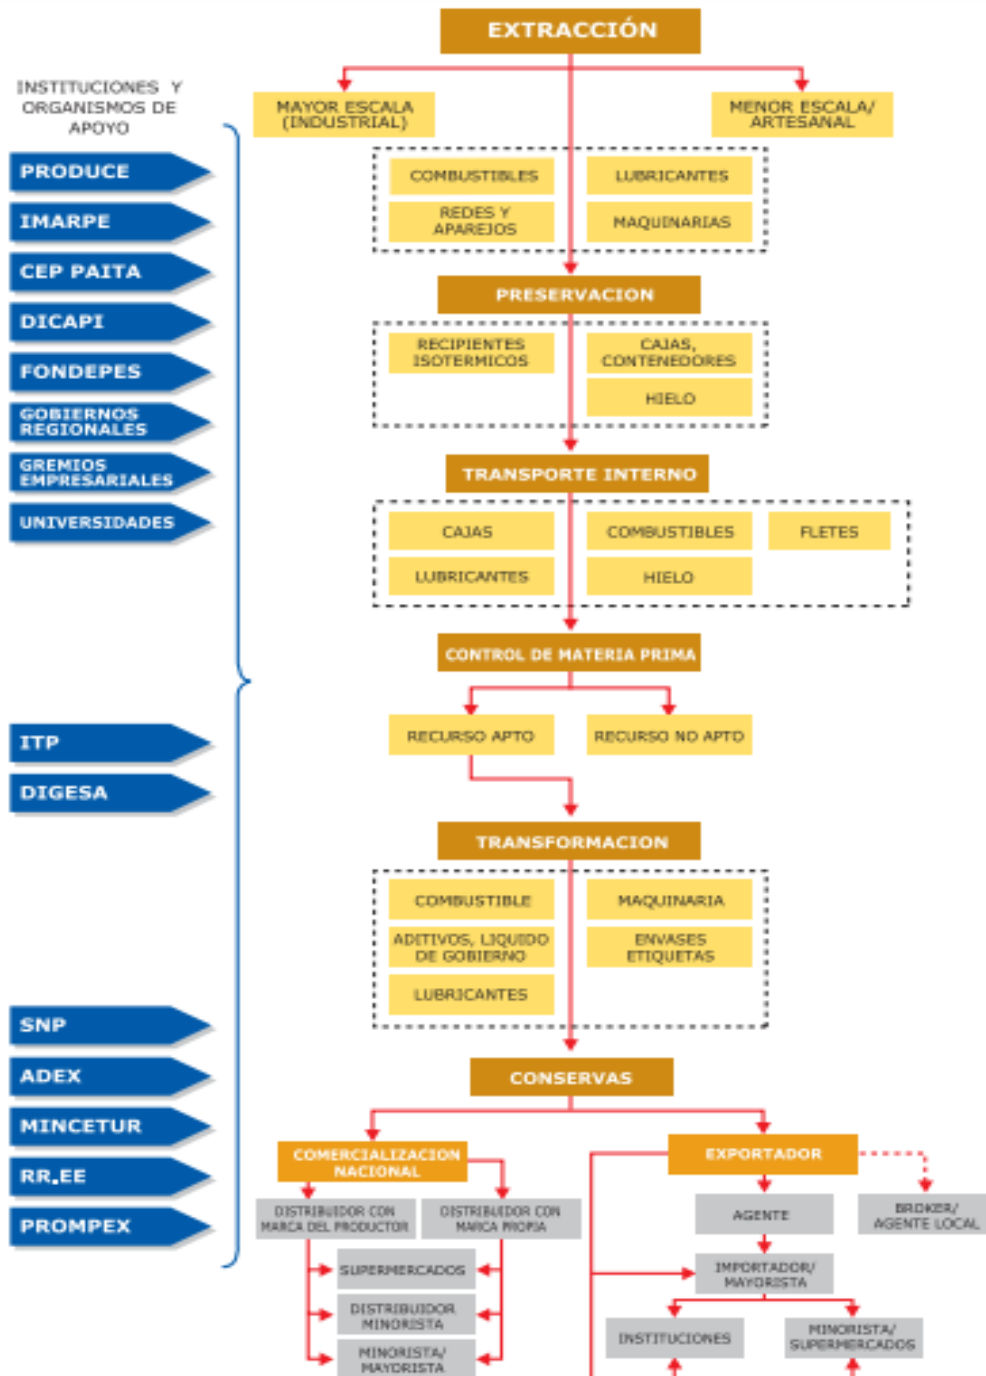 EXTRACCIÓN
INSTITUCIONES Y
ORGANISMOS DE
APOYO
MAYOR ESCALA
(INDUSTRIAL)
MENOR ESCALA/
ARTESANAL
PRODUCE
IMARPE
CEP PAITA
DICAPI
FONDEPES
GOBIERNOS
REGIONALES
GREMIOS
EMPRESARIALES
UNIVERSIDADES
ITP
DIGESA
SNP
ADEX
MINCETUR
RR.EE
PROMPEX
COMBUSTIBLES
LUBRICANTES
REDES Y
APAREJOS
MAQUINARIAS
PRESERVACION
RECIPIENTES
ISOTERMICOS
CAJAS,
CONTENEDORES
HIELO
TRANSPORTE INTERNO
CAJAS
COMBUSTIBLES
FLETES
LUBRICANTES
HIELO
CONTROL DE MATERIA PRIMA
RECURSO APTO
RECURSO NO APTO
TRANSFORMACION
COMBUSTIBLE
MAQUINARIA
ADITIVOS, LIQUIDO
DE GOBIERNO
ENVASES
ETIQUETAS
LUBRICANTES
CONSERVAS
COMERCIALIZACION
NACIONAL
EXPORTADOR
DISTRIBUIDOR CON
MARCA DEL PRODUCTOR
DISTRIBUIDOR CON
MARCA PROPIA
AGENTE
BROKER/
AGENTE LOCAL
SUPERMERCADOS
IMPORTADOR/
MAYORISTA
DISTRIBUIDOR
MINORISTA
INSTITUCIONES
MINORISTA/
SUPERMERCADOS
MINORISTA/
MAYORISTA